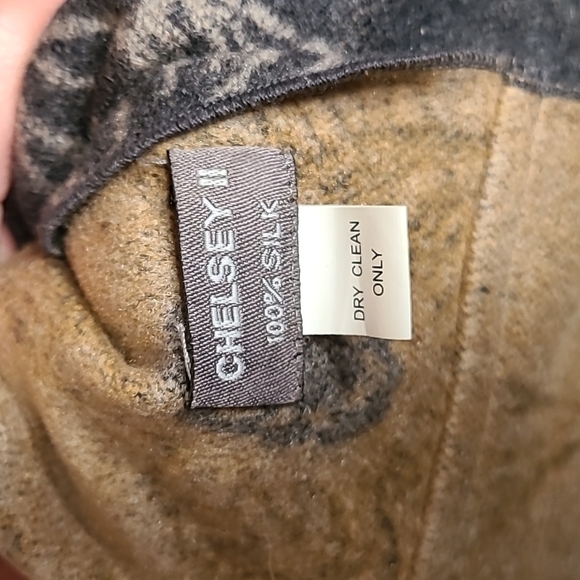 CHELSEY II
100% SILK
DRY CLEAN
ONLY